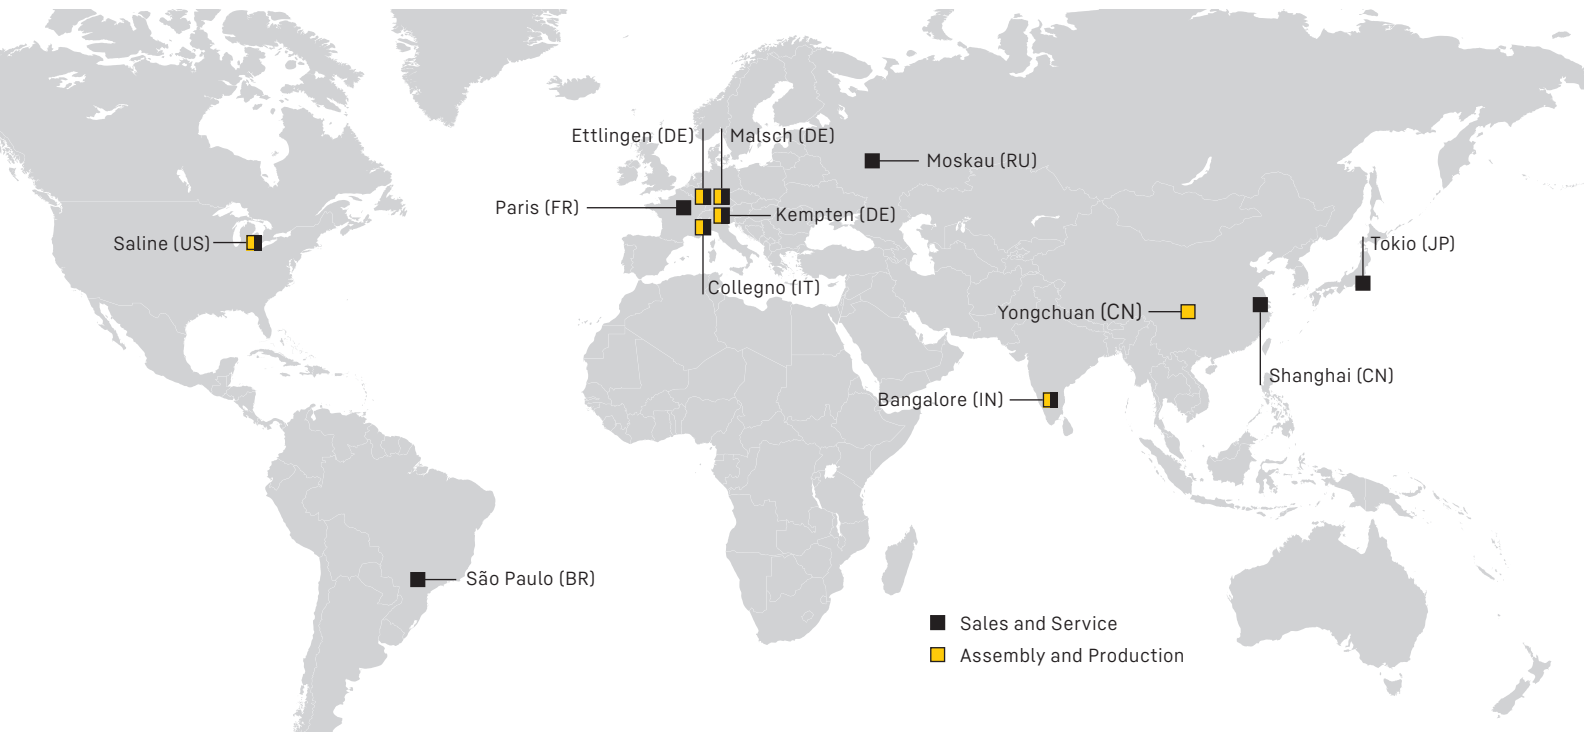 Ettlingen (DE)
Malsch (DE)
Moskau (RU)
Paris (FR)
Kempten (DE)
Saline (US)
Tokio (JP)
Collegno (IT)
Yongchuan (CN)
Shanghai (CN)
Bangalore (IN)
São Paulo (BR)
Sales and Service
Assembly and Production